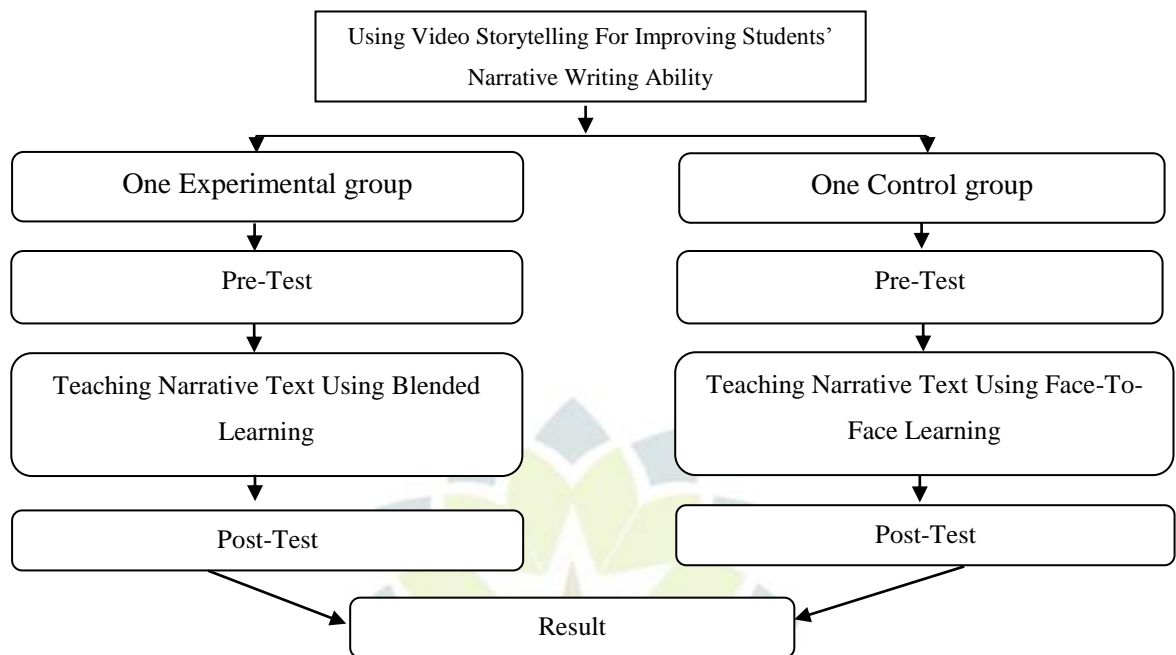 Using Video Storytelling For Improving Students’
Narrative Writing Ability
One Experimental group
One Control group
Pre-Test
Pre-Test
Teaching Narrative Text Using Blended
Learning
Teaching Narrative Text Using Face-To-
Face Learning
Post-Test
Post-Test
Result